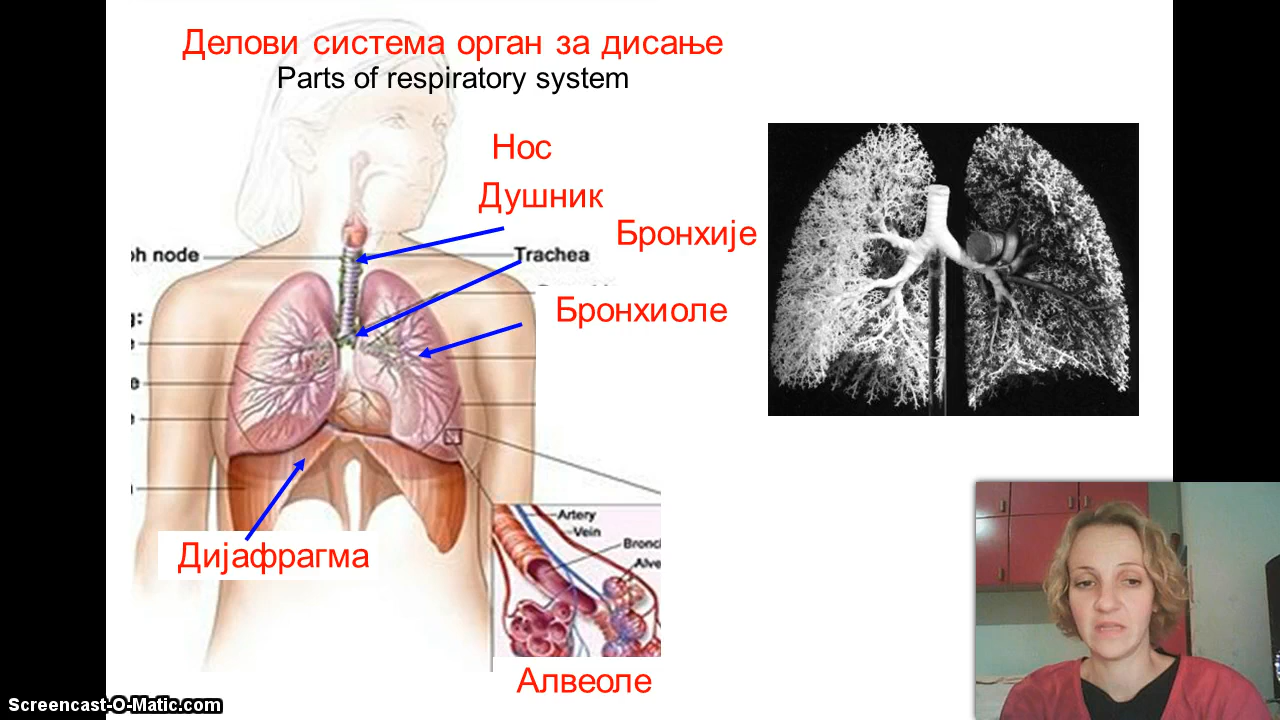 Делови система орган за дисање
Parts of respiratory system
Нос
Душник
Бронхије
node
Trachea
Бронхиоле
Дијафрагма
Artery
Vein
Алвеоле
Screencast-O-Matic.com